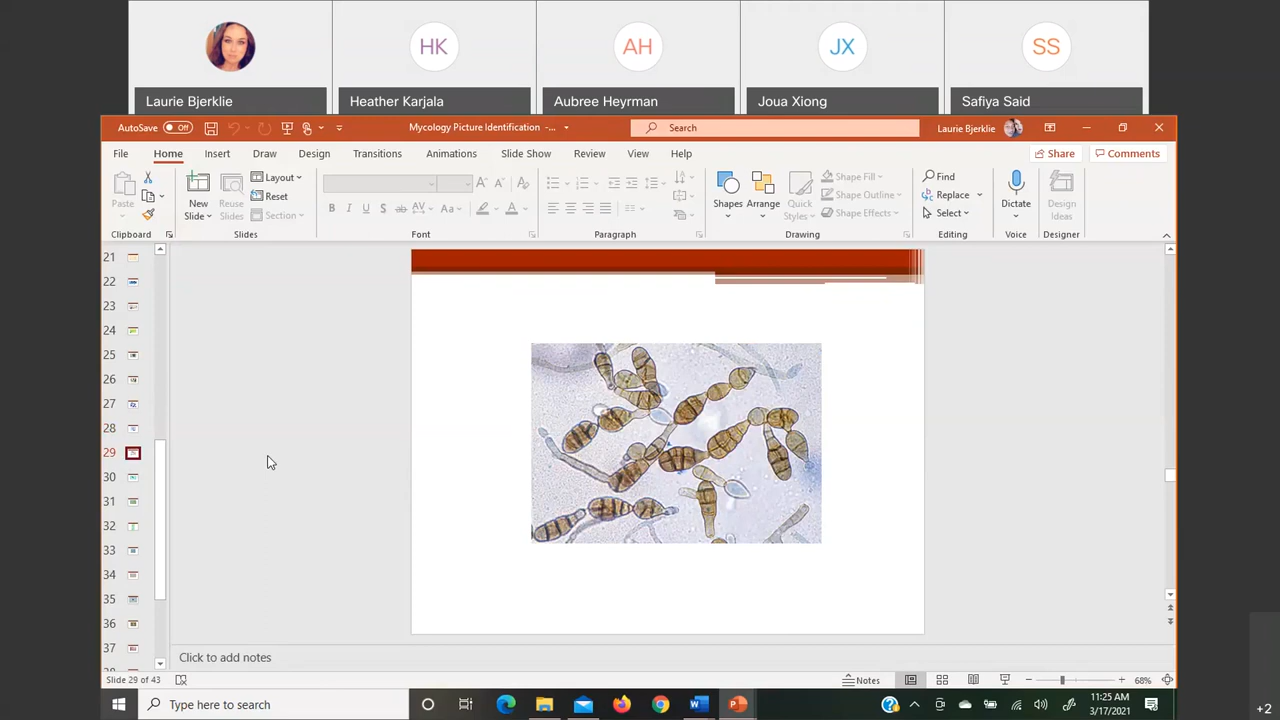 HK
AH
JX
SS
Laurie Bjerklie
Heather Karjala
Aubree Heyrman
Joua Xiong
Safiya Said
AutoSave Off
Mycology Picture Identification -...
Search
Laurie Bjerklie
File Home Insert Draw Design Transitions Animations Slide Show Review View Help
Share Comments
Paste
New Slide
Reuse Slides
Layout
Reset
Section
B I U S ab AV Aa A
Shapes
Arrange
Quick Styles
Shape Fill
Shape Outline
Shape Effects
Find
Replace
Select
Dictate
Design Ideas
Clipboard Slides Font Paragraph Drawing Editing Voice Designer
21
22
23
24
25
26
27
28
29
30
31
32
33
34
35
36
37
Click to add notes
Slide 29 of 43
Notes
68%
Type here to search
11:25 AM
3/17/2021
+2